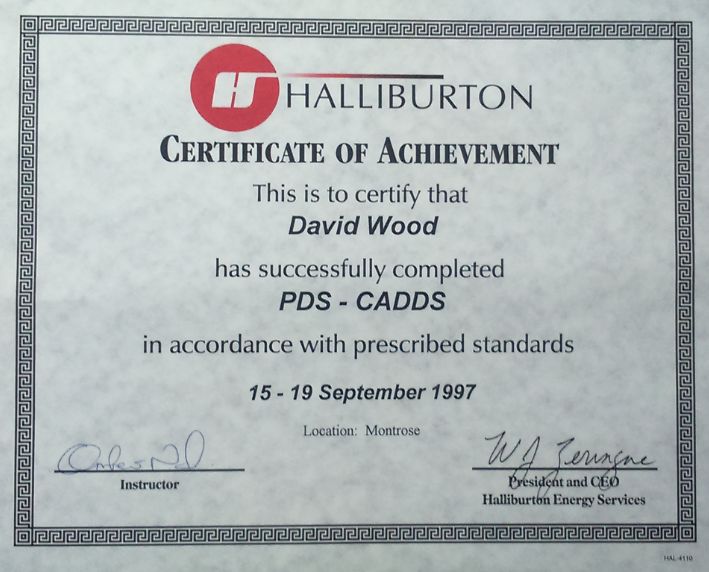 HALLIBURTON
CERTIFICATE OF ACHIEVEMENT
This is to certify that
David Wood
has successfully completed
PDS - CADDS
in accordance with prescribed standards
15 - 19 September 1997
Location: Montrose
W J Zeringue
Instructor
President and CEO
Halliburton Energy Services
HAL-4110